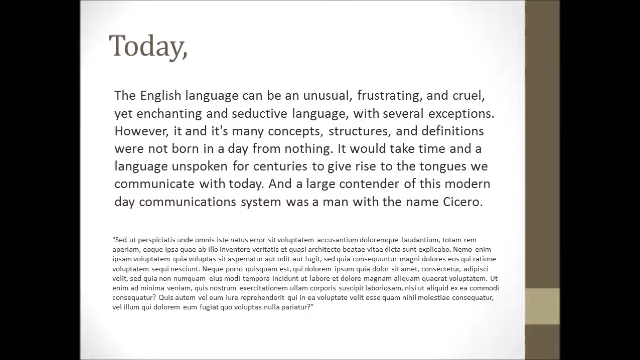 Today,
The English language can be an unusual, frustrating, and cruel,
yet enchanting and seductive language, with several exceptions.
However, it and it's many concepts, structures, and definitions
were not born in a day from nothing. It would take time and a
language unspoken for centuries to give rise to the tongues we
communicate with today. And a large contender of this modern
day communications system was a man with the name Cicero.
"Sed ut perspiciatis unde omnis iste natus error sit voluptatem accusantium doloremque laudantium, totam rem
aperiam, eaque ipsa quae ab illo inventore veritatis et quasi architecto beatae vitae dicta sunt explicabo. Nemo enim
ipsam voluptatem quia voluptas sit aspernatur aut odit aut fugit, sed quia consequuntur magni dolores eos qui ratione
voluptatem sequi nesciunt. Neque porro quisquam est, qui dolorem ipsum quia dolor sit amet, consectetur, adipisci
velit, sed quia non numquam eius modi tempora incidunt ut labore et dolore magnam aliquam quaerat voluptatem. Ut
enim ad minima veniam, quis nostrum exercitationem ullam corporis suscipit laboriosam, nisi ut aliquid ex ea commodi
consequatur? Quis autem vel eum iure reprehenderit qui in ea voluptate velit esse quam nihil molestiae consequatur,
vel illum qui dolorem eum fugiat quo voluptas nulla pariatur?"